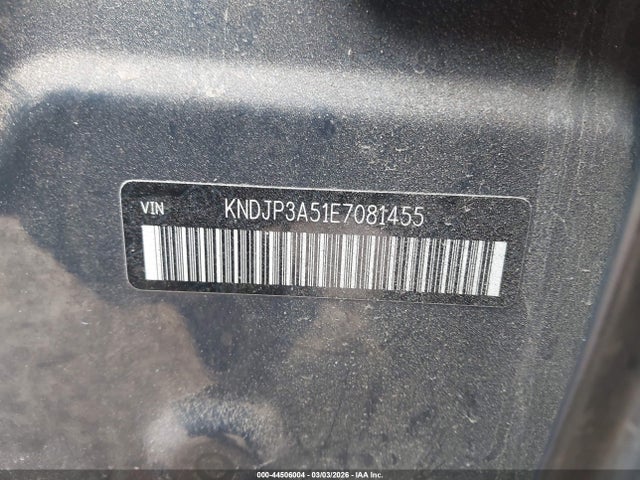 VIN KNDJP3A51E7081455
000-44506004 | 03/03/2026 | IAA Inc.